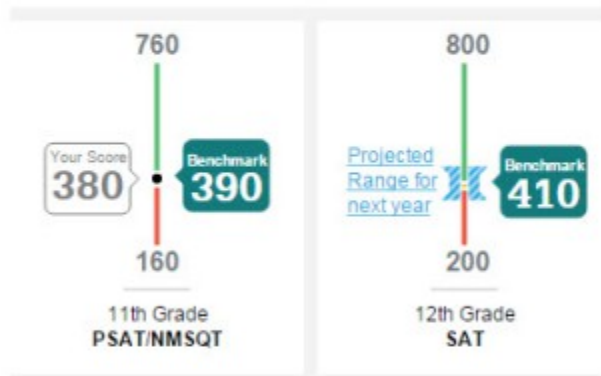 760
Your Score
380
Benchmark
390
160
11th Grade
PSAT/NMSQT
800
Projected
Range for
next year
Benchmark
410
200
12th Grade
SAT